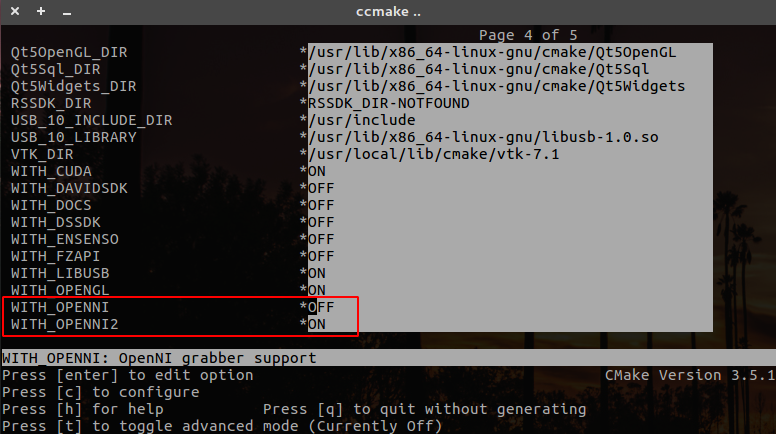 ccmake ..
Page 4 of 5
Qt5OpenGL_DIR */usr/lib/x86_64-linux-gnu/cmake/Qt5OpenGL
Qt5Sql_DIR */usr/lib/x86_64-linux-gnu/cmake/Qt5Sql
Qt5Widgets_DIR */usr/lib/x86_64-linux-gnu/cmake/Qt5Widgets
RSSDK_DIR *RSSDK_DIR-NOTFOUND
USB_10_INCLUDE_DIR */usr/include
USB_10_LIBRARY */usr/lib/x86_64-linux-gnu/libusb-1.0.so
VTK_DIR */usr/local/lib/cmake/vtk-7.1
WITH_CUDA *ON
WITH_DAVIDSDK *OFF
WITH_DOCS *OFF
WITH_DSSDK *OFF
WITH_ENSENSO *OFF
WITH_FZAPI *OFF
WITH_LIBUSB *ON
WITH_OPENGL *ON
WITH_OPENNI *OFF
WITH_OPENNI2 *ON
WITH_OPENNI: OpenNI grabber support
Press [enter] to edit option CMake Version 3.5.1
Press [c] to configure
Press [h] for help Press [q] to quit without generating
Press [t] to toggle advanced mode (Currently Off)